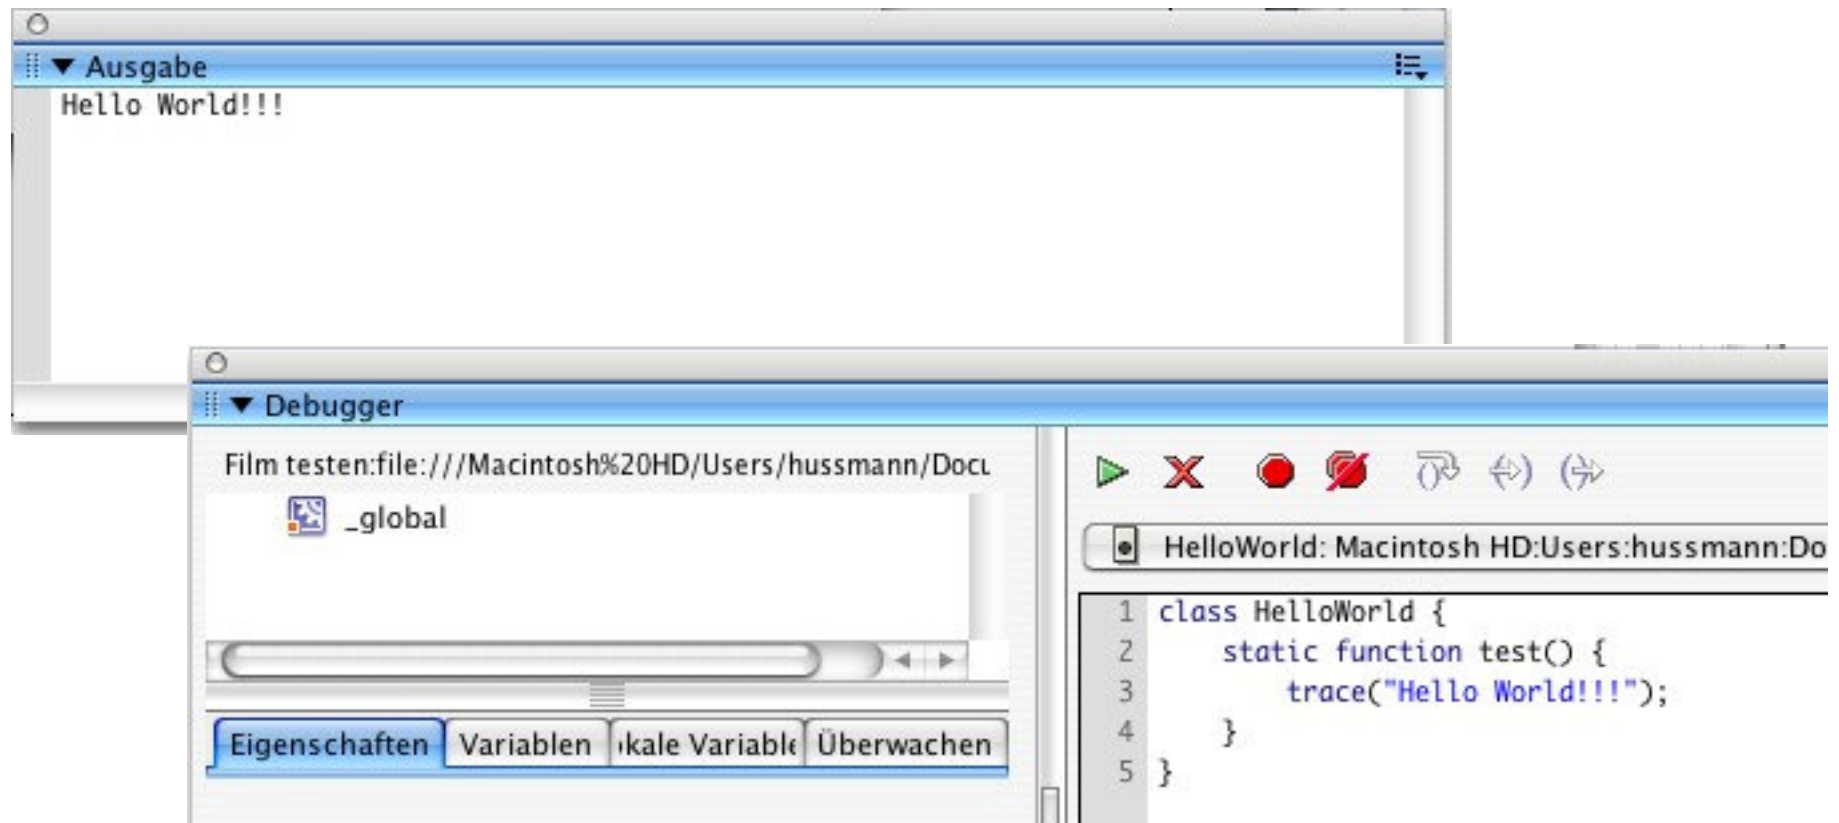 Ausgabe
Hello World!!!
Debugger
Film testen:file:///Macintosh%20HD/Users/hussmann/Docu
_global
Eigenschaften Variablen kale Variable Überwachen
HelloWorld: Macintosh HD:Users:hussmann:Do
1 class HelloWorld {
2 static function test() {
3 trace("Hello World!!!");
4 }
5 }